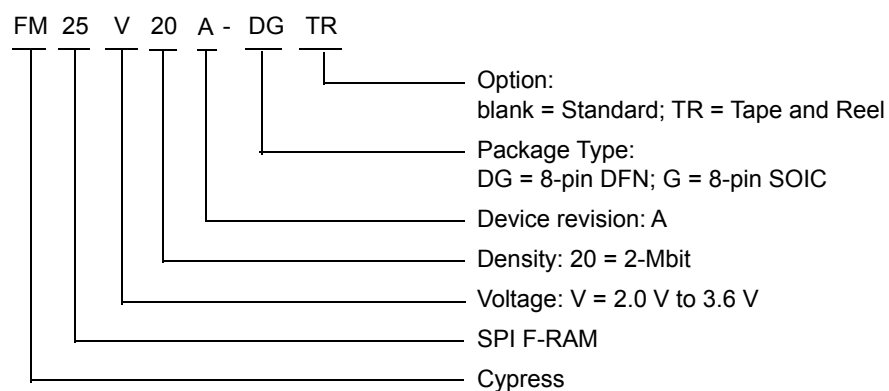 FM 25 V 20 A - DG TR
Option:
blank = Standard; TR = Tape and Reel
Package Type:
DG = 8-pin DFN; G = 8-pin SOIC
Device revision: A
Density: 20 = 2-Mbit
Voltage: V = 2.0 V to 3.6 V
SPI F-RAM
Cypress